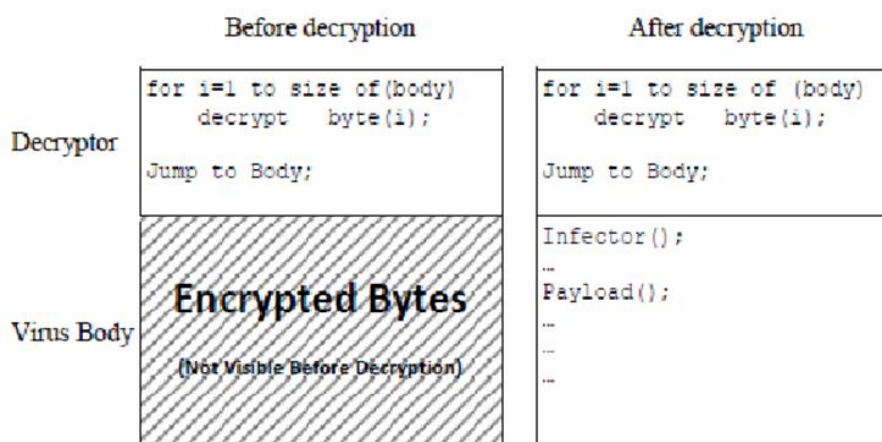 Before decryption
After decryption
Decryptor
for i=1 to size of(body)
decrypt byte(i);
Jump to Body;
for i=1 to size of (body)
decrypt byte(i);
Jump to Body;
Virus Body
Encrypted Bytes
(Not Visible Before Decryption)
Infector();
…
Payload();
…
…
…